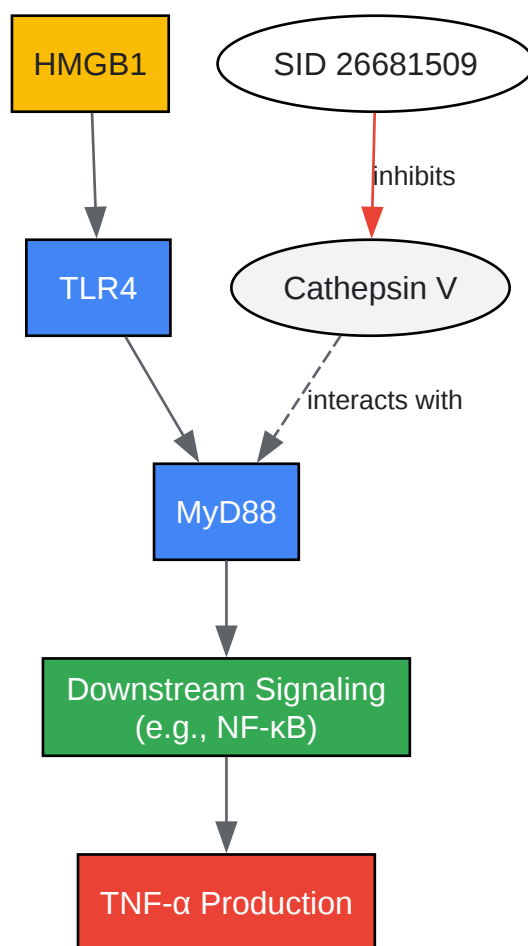 HMGB1
SID 26681509
inhibits
TLR4
Cathepsin V
interacts with
MyD88
Downstream Signaling
(e.g., NF-κB)
TNF-α Production